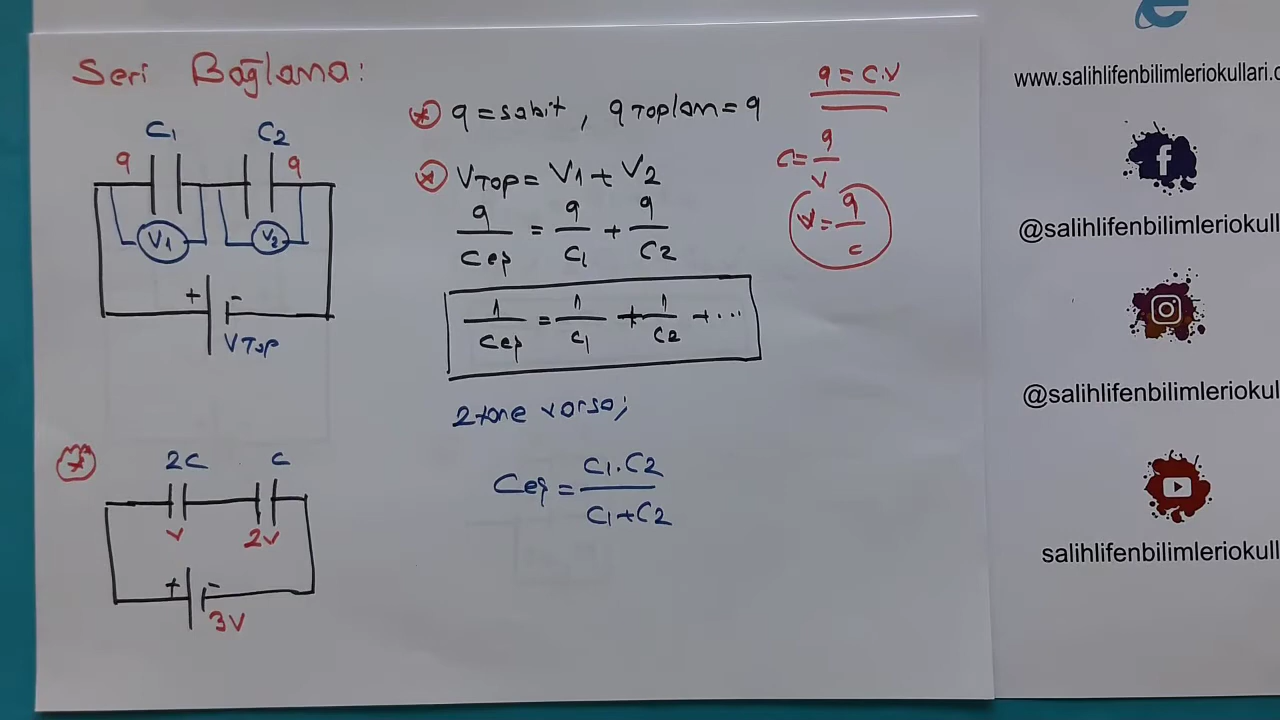 Seri Bağlama:
C1 C2
q q
V1 V2
+ -
VTop
q = sabit, q Toplam = q
VTop = V1 + V2
q/Ceş = q/C1 + q/C2
1/Ceş = 1/C1 + 1/C2 + ...
2 tane varsa;
Ceş = C1.C2/C1+C2
q = C.V
C = q/V
V = q/C
2C C
V 2V
+ -
3V
www.salihlifenbilimleriokullari.c
@salihlifenbilimleriokull
@salihlifenbilimleriokull
salihlifenbilimleriokull